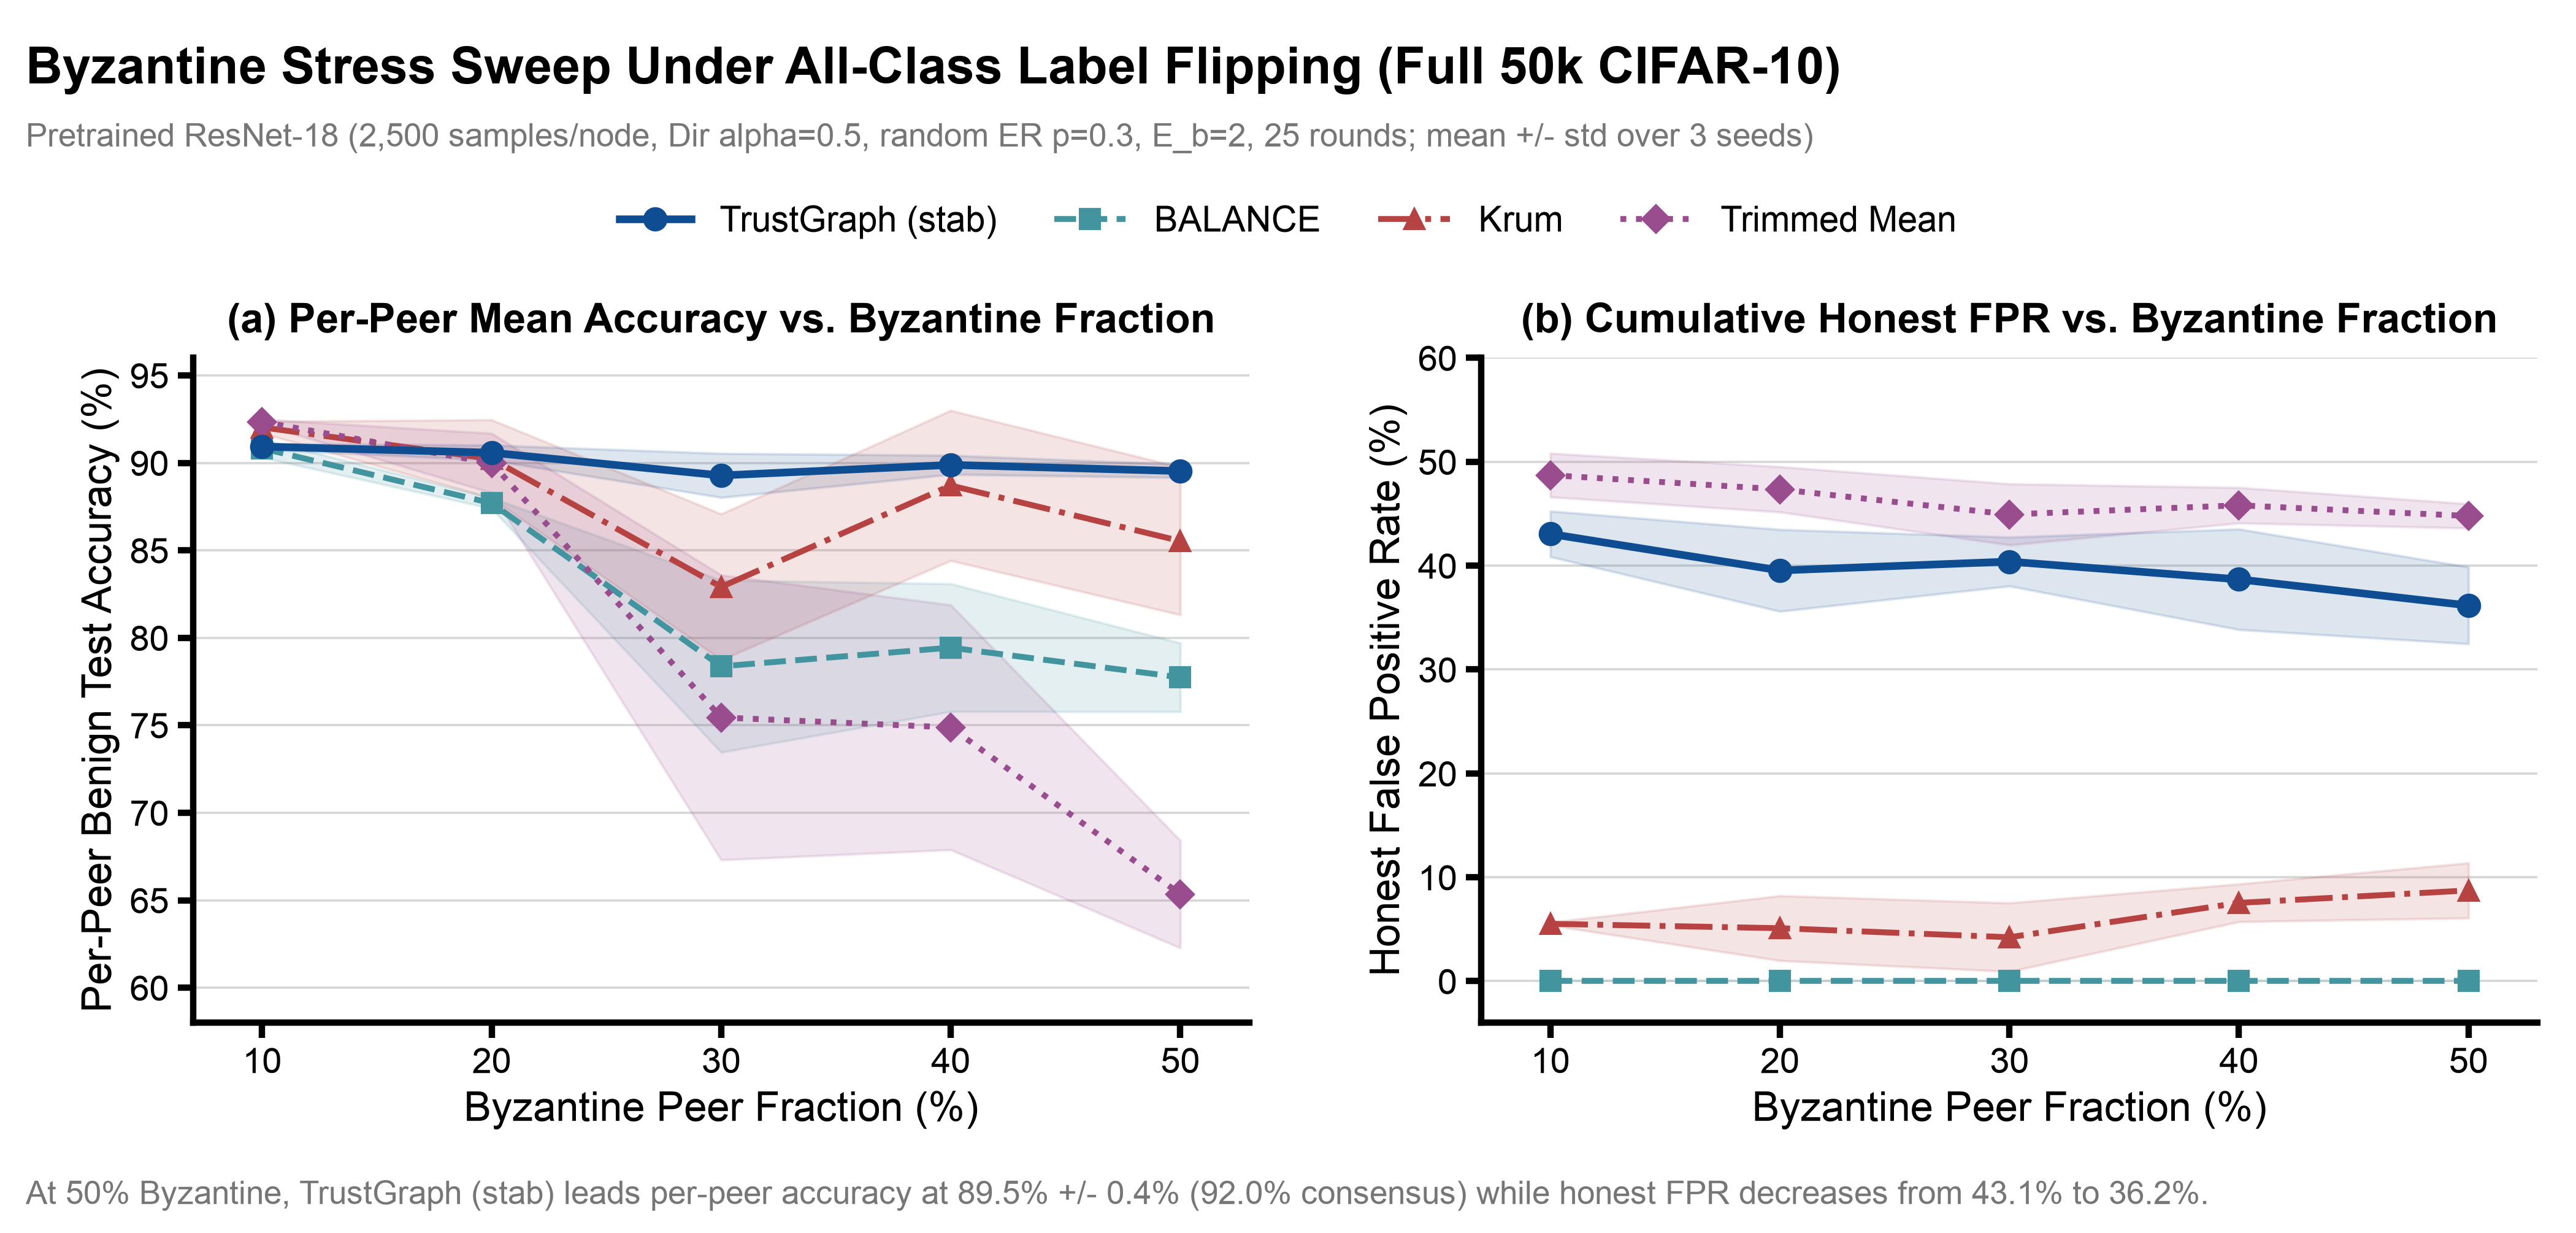 Byzantine Stress Sweep Under All-Class Label Flipping (Full 50k CIFAR-10)
Pretrained ResNet-18 (2,500 samples/node, Dir alpha=0.5, random ER p=0.3, E_b=2, 25 rounds; mean +/- std over 3 seeds)
TrustGraph (stab) BALANCE Krum Trimmed Mean
(a) Per-Peer Mean Accuracy vs. Byzantine Fraction
Per-Peer Benign Test Accuracy (%)
95
90
85
80
75
70
65
60
10 20 30 40 50
Byzantine Peer Fraction (%)
(b) Cumulative Honest FPR vs. Byzantine Fraction
Honest False Positive Rate (%)
60
50
40
30
20
10
0
10 20 30 40 50
Byzantine Peer Fraction (%)
At 50% Byzantine, TrustGraph (stab) leads per-peer accuracy at 89.5% +/- 0.4% (92.0% consensus) while honest FPR decreases from 43.1% to 36.2%.